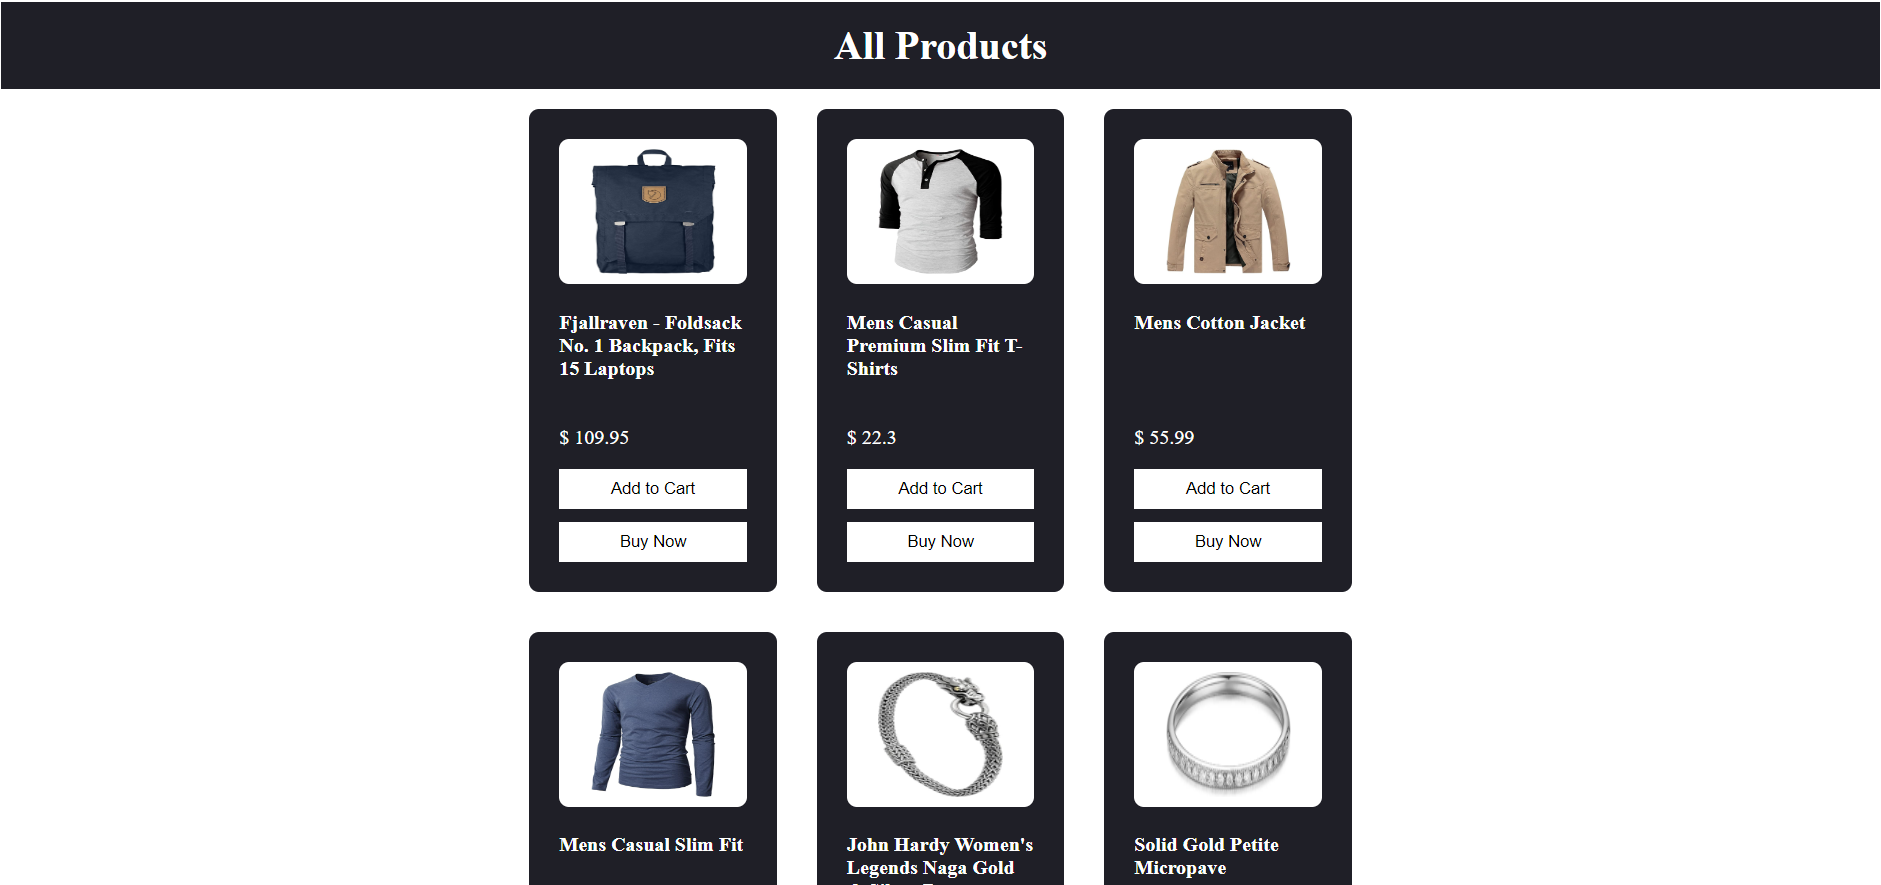 All Products
Fjallraven - Foldsack
No. 1 Backpack, Fits
15 Laptops
$ 109.95
Add to Cart
Buy Now
Mens Casual
Premium Slim Fit T-
Shirts
$ 22.3
Add to Cart
Buy Now
Mens Cotton Jacket
$ 55.99
Add to Cart
Buy Now
Mens Casual Slim Fit
John Hardy Women's
Legends Naga Gold
Solid Gold Petite
Micropave